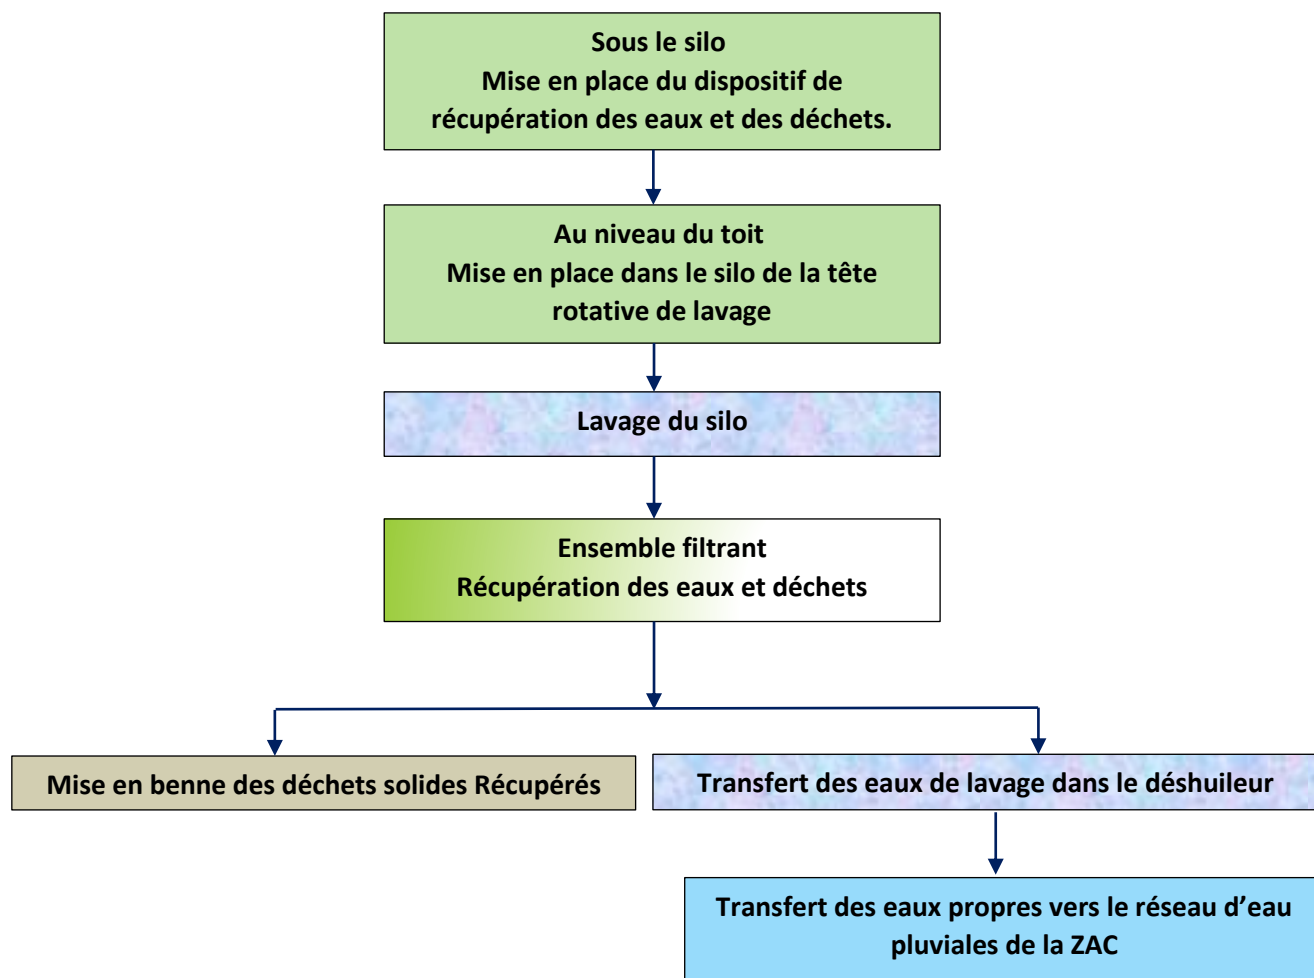 Sous le silo
Mise en place du dispositif de
récupération des eaux et des déchets.
Au niveau du toit
Mise en place dans le silo de la tête
rotative de lavage
Lavage du silo
Ensemble filtrant
Récupération des eaux et déchets
Mise en benne des déchets solides Récupérés
Transfert des eaux de lavage dans le déshuileur
Transfert des eaux propres vers le réseau d’eau
pluviales de la ZAC